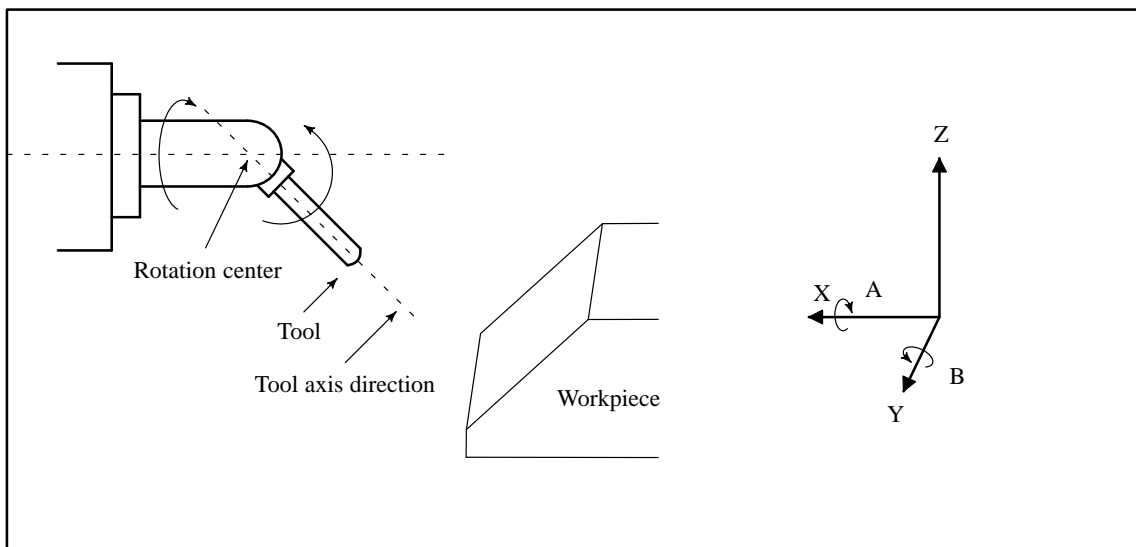 Rotation center
Tool
Tool axis direction
Workpiece
Z
X
A
B
Y